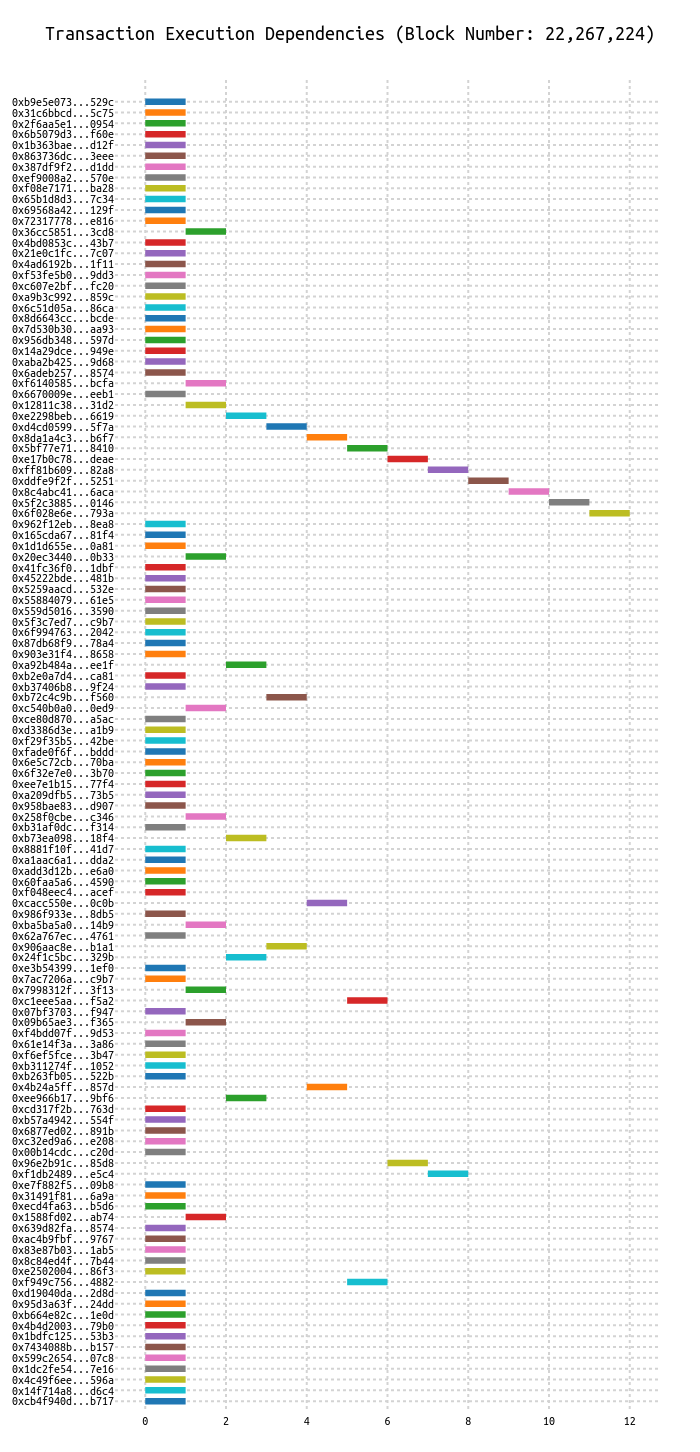 Transaction Execution Dependencies (Block Number: 22,267,224)
0xb9e5e073...529c
0x31c6bbcd...5c75
0x2f6aa5e1...0954
0x6b5079d3...f60e
0x1b363bae...d12f
0x863736dc...3eee
0x387df9f2...d1dd
0xef9008a2...570e
0xf08e7171...ba28
0x65b1d8d3...7c34
0x69568a42...129f
0x72317778...e816
0x36cc5851...3cd8
0x4bd0853c...43b7
0x21e0c1fc...7c07
0x4ad6192b...1f11
0xf53fe5b0...9dd3
0xc607e2bf...fc20
0xa9b3c992...859c
0x6c51d05a...86ca
0x8d6643cc...bcde
0x7d530b30...aa93
0x956db348...597d
0x14a29dce...949e
0xaba2b425...9d68
0x6adeb257...8574
0xf6140585...bcfa
0x6670009e...eeb1
0x12811c38...31d2
0xe2298beb...6619
0xd4cd0599...5f7a
0x8da1a4c3...b6f7
0x5bf77e71...8410
0xe17b0c78...deae
0xff81b609...82a8
0xddfe9f2f...5251
0x8c4abc41...6aca
0x5f2c3885...0146
0x6f028e6e...793a
0x962f12eb...8ea8
0x165cda67...81f4
0x1d1d655e...0a81
0x20ec3440...0b33
0x41fc36f0...1dbf
0x45222bde...481b
0x5259aacd...532e
0x55884079...61e5
0x559d5016...3590
0x5f3c7ed7...c9b7
0x6f994763...2042
0x87db68f9...78a4
0x903e31f4...8658
0xa92b484a...ee1f
0xb2e0a7d4...ca81
0xb37406b8...9f24
0xb72c4c9b...f560
0xc540b0a0...0ed9
0xce80d870...a5ac
0xd3386d3e...a1b9
0xf29f35b5...42be
0xfade0f6f...bddd
0x6e5c72cb...70ba
0x6f32e7e0...3b70
0xee7e1b15...77f4
0xa209dfb5...73b5
0x958bae83...d907
0x258f0cbe...c346
0xb31af0dc...f314
0xb73ea098...18f4
0x8881f10f...41d7
0xa1aac6a1...dda2
0xadd3d12b...e6a0
0x60faa5a6...4590
0xf048eec4...acef
0xcacc550e...0c0b
0x986f933e...8db5
0xba5ba5a0...14b9
0x62a767ec...4761
0x906aac8e...b1a1
0x24f1c5bc...329b
0xe3b54399...1ef0
0x7ac7206a...c9b7
0x7998312f...3f13
0xc1eee5aa...f5a2
0x07bf3703...f947
0x09b65ae3...f365
0xf4bdd07f...9d53
0x61e14f3a...3a86
0xf6ef5fce...3b47
0xb311274f...1052
0xb263fb05...522b
0x4b24a5ff...857d
0xee966b17...9bf6
0xcd317f2b...763d
0xb57a4942...554f
0x6877ed02...891b
0xc32ed9a6...e208
0x00b14cdc...c20d
0x96e2b91c...85d8
0xf1db2489...e5c4
0xe7f882f5...09b8
0x31491f81...6a9a
0xecd4fa63...b5d6
0x1588fd02...ab74
0x639d82fa...8574
0xac4b9fbf...9767
0x83e87b03...1ab5
0x8c84ed4f...7b44
0xe2502004...86f3
0xf949c756...4882
0xd19040da...2d8d
0x95d3a63f...24dd
0xb664e82c...1e0d
0x4b4d2003...79b0
0x1bdfc125...53b3
0x7434088b...b157
0x599c2654...07c8
0x1dc2fe54...7e16
0x4c49f6ee...596a
0x14f714a8...d6c4
0xcb4f940d...b717
0 2 4 6 8 10 12